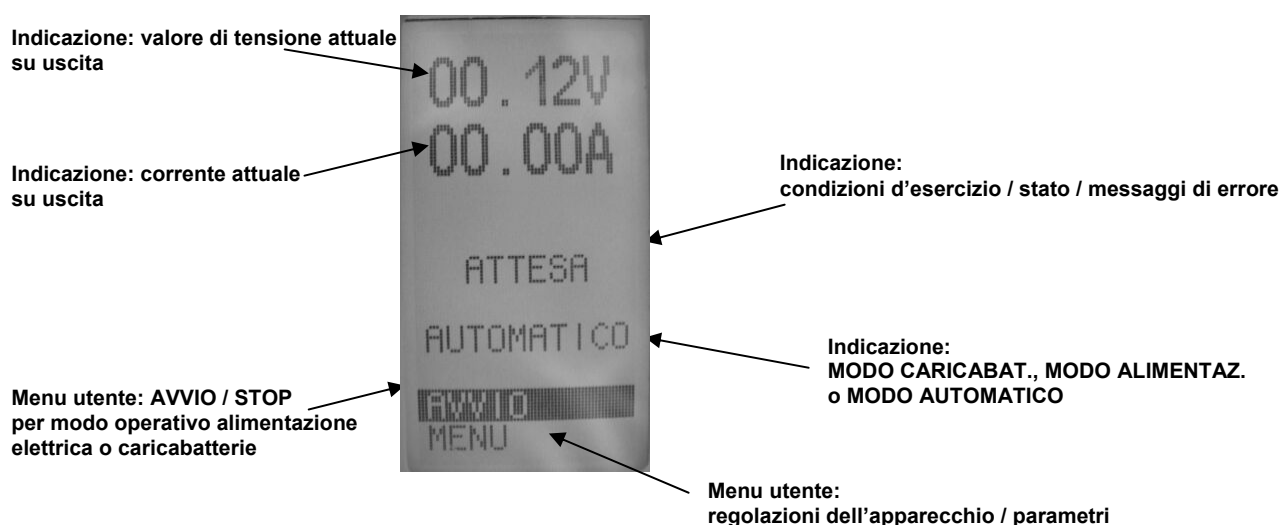 Indicazione: valore di tensione attuale
su uscita
00.12V
00.00A
Indicazione: corrente attuale
su uscita
Indicazione:
condizioni d'esercizio / stato / messaggi di errore
ATTESA
AUTOMATICO
Indicazione:
MODO CARICABAT., MODO ALIMENTAZ.
o MODO AUTOMATICO
Menu utente: AVVIO / STOP
per modo operativo alimentazione
elettrica o caricabatterie
AVVIO
MENU
Menu utente:
regolazioni dell'apparecchio / parametri